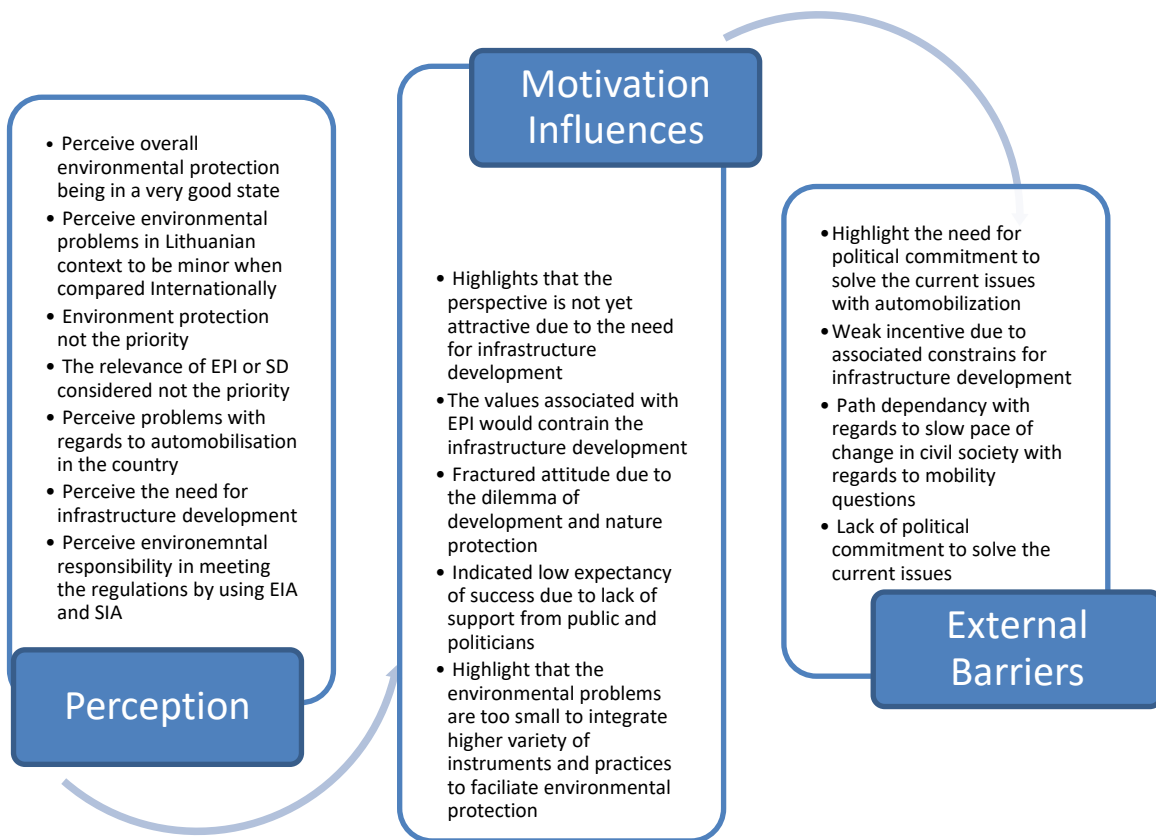 • Perceive overall
environmental protection
being in a very good state
• Perceive environmental
problems in Lithuanian
context to be minor when
compared Internationally
• Environment protection
not the priority
• The relevance of EPI or SD
considered not the priority
• Perceive problems with
regards to automobilisation
in the country
• Perceive the need for
infrastructure development
• Perceive environemntal
responsibility in meeting
the regulations by using EIA
and SIA
Perception
Motivation
Influences
• Highlights that the
perspective is not yet
attractive due to the need
for infrastructure
development
• The values associated with
EPI would contrain the
infrastructure development
• Fractured attitude due to
the dilemma of
development and nature
protection
• Indicated low expectancy
of success due to lack of
support from public and
politicians
• Highlight that the
environmental problems
are too small to integrate
higher variety of
instruments and practices
to faciliate environmental
protection
• Highlight the need for
political commitment to
solve the current issues
with automobilization
• Weak incentive due to
associated constrains for
infrastructure development
• Path dependancy with
regards to slow pace of
change in civil society with
regards to mobility
questions
• Lack of political
commitment to solve the
current issues
External
Barriers